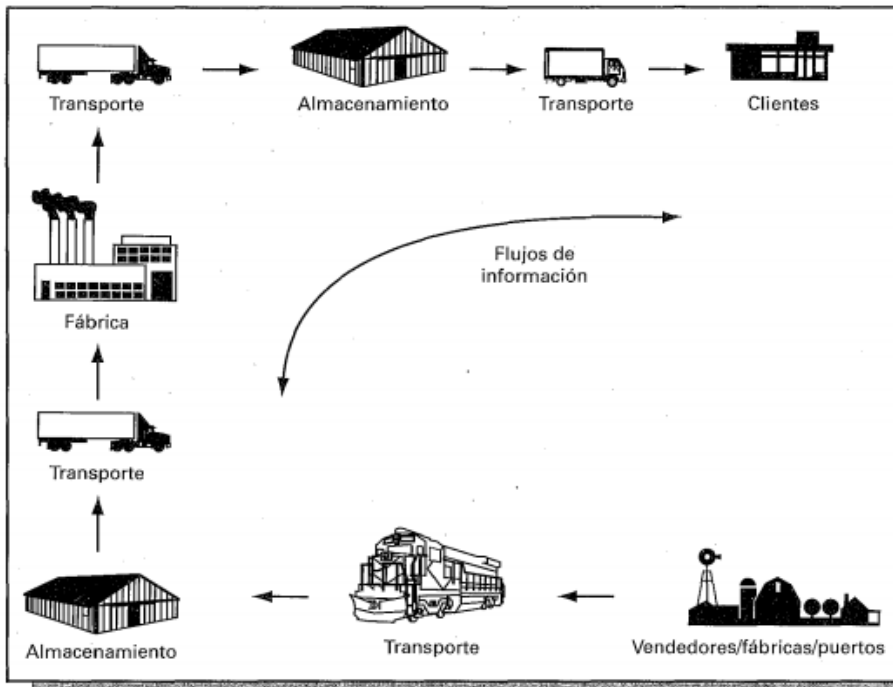 Transporte
Almacenamiento
Transporte
Clientes
Flujos de
información
Fábrica
Transporte
Almacenamiento
Transporte
Vendedores/fábricas/puertos